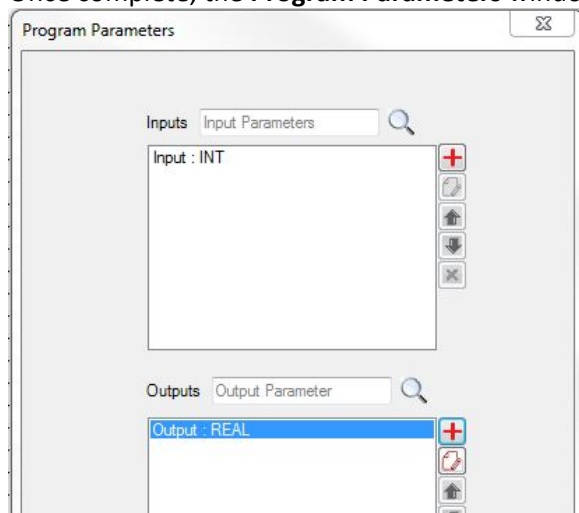 Program Parameters
Inputs Input Parameters
Input : INT
Outputs Output Parameter
Output : REAL